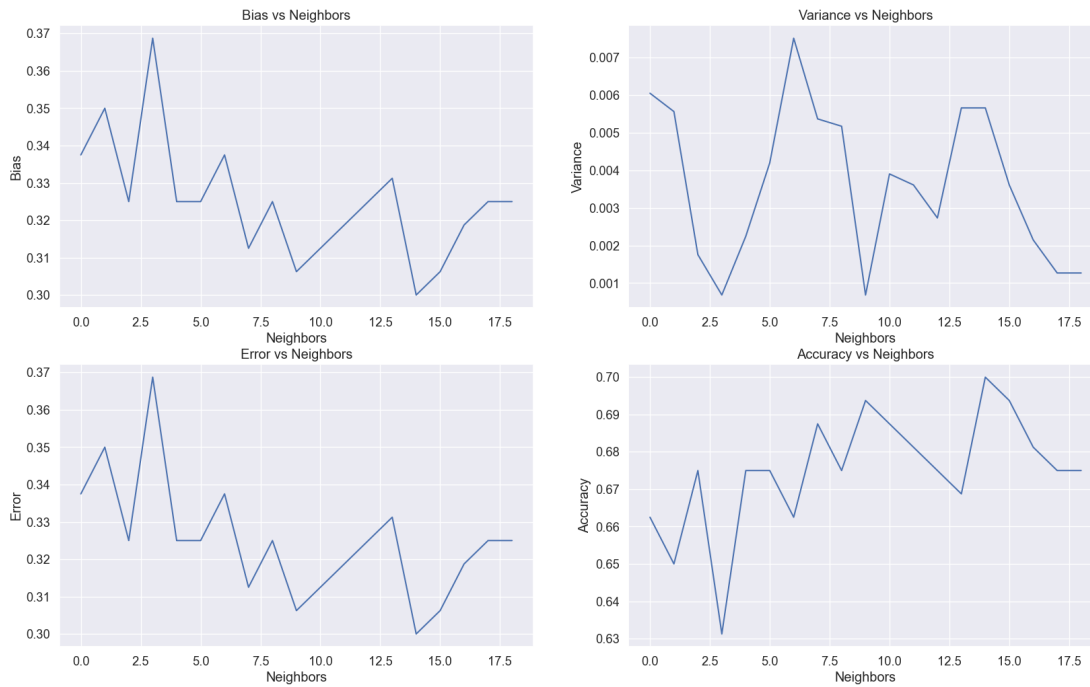 Bias vs Neighbors
0.37
0.36
0.35
0.34
0.33
0.32
0.31
0.30
Bias
0.0 2.5 5.0 7.5 10.0 12.5 15.0 17.5
Neighbors
Variance vs Neighbors
0.007
0.006
0.005
0.004
0.003
0.002
0.001
Variance
0.0 2.5 5.0 7.5 10.0 12.5 15.0 17.5
Neighbors
Error vs Neighbors
0.37
0.36
0.35
0.34
0.33
0.32
0.31
0.30
Error
0.0 2.5 5.0 7.5 10.0 12.5 15.0 17.5
Neighbors
Accuracy vs Neighbors
0.70
0.69
0.68
0.67
0.66
0.65
0.64
0.63
Accuracy
0.0 2.5 5.0 7.5 10.0 12.5 15.0 17.5
Neighbors